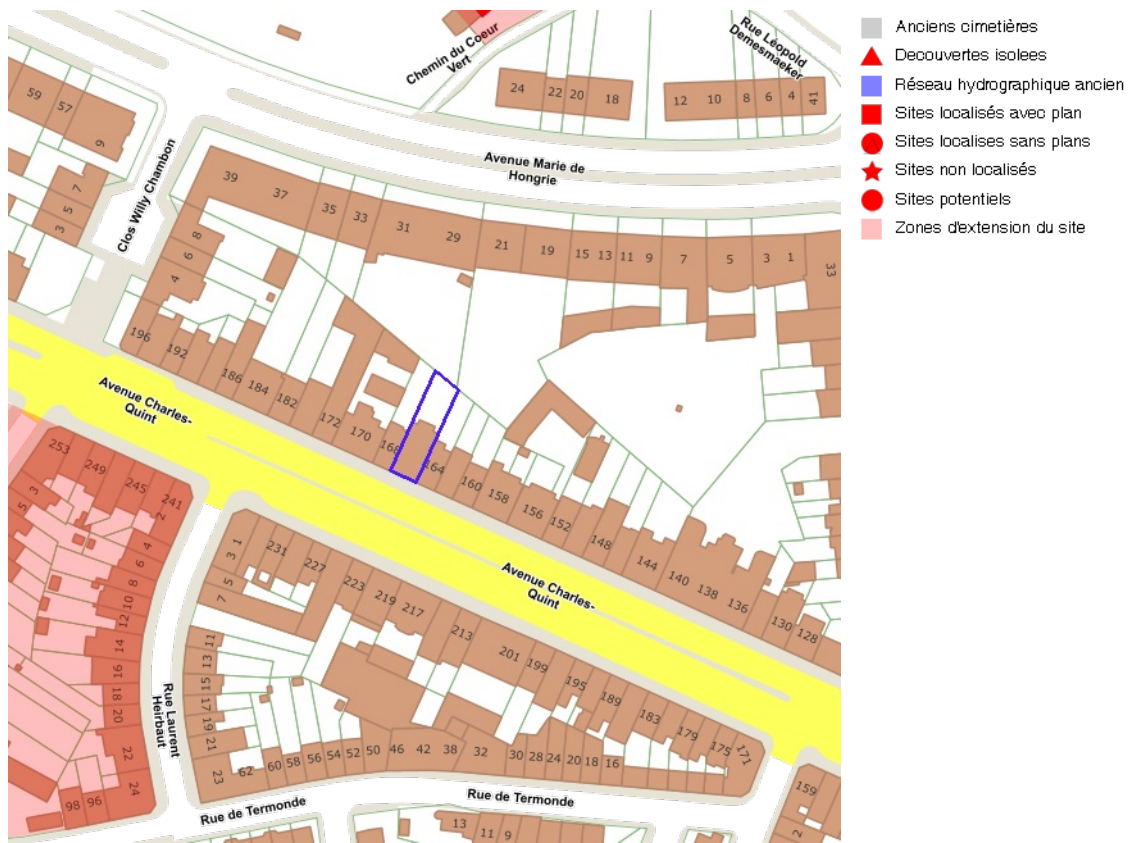 Anciens cimetières
Decouvertes isolees
Réseau hydrographique ancien
Sites localisés avec plan
Sites localises sans plans
Sites non localisés
Sites potentiels
Zones d'extension du site
Chemin du Coeur
Vert
Rue Léopold
Demesmaeker
24 22 20 18
12 10 8 6 4 41
59 57 9
7
5
3
Clos Willy Chambon
Avenue Marie de
Hongrie
39 37 35 33 31 29 21 19 15 13 11 9 7 5 3 1 33
8
6
4
196 192 186 184 182 172 170 168 164 160 158 156 152 148 144 140 138 136 130 128
Avenue Charles-
Quint
253 249 245 241
3
5
2
4
6
8
10
12
14
16
18
20
22
24
98 96
Rue Laurent
Heirbaut
1
3
5
7
231 227 223 219 217 213 201 199 195 189 183 179 175 171
Avenue Charles-
Quint
11
13
15
17
19
21
23
62 60 58 56 54 52 50 46 42 38 32 30 28 24 20 18 16
159
2
Rue de Termonde
Rue de Termonde
13 11 9